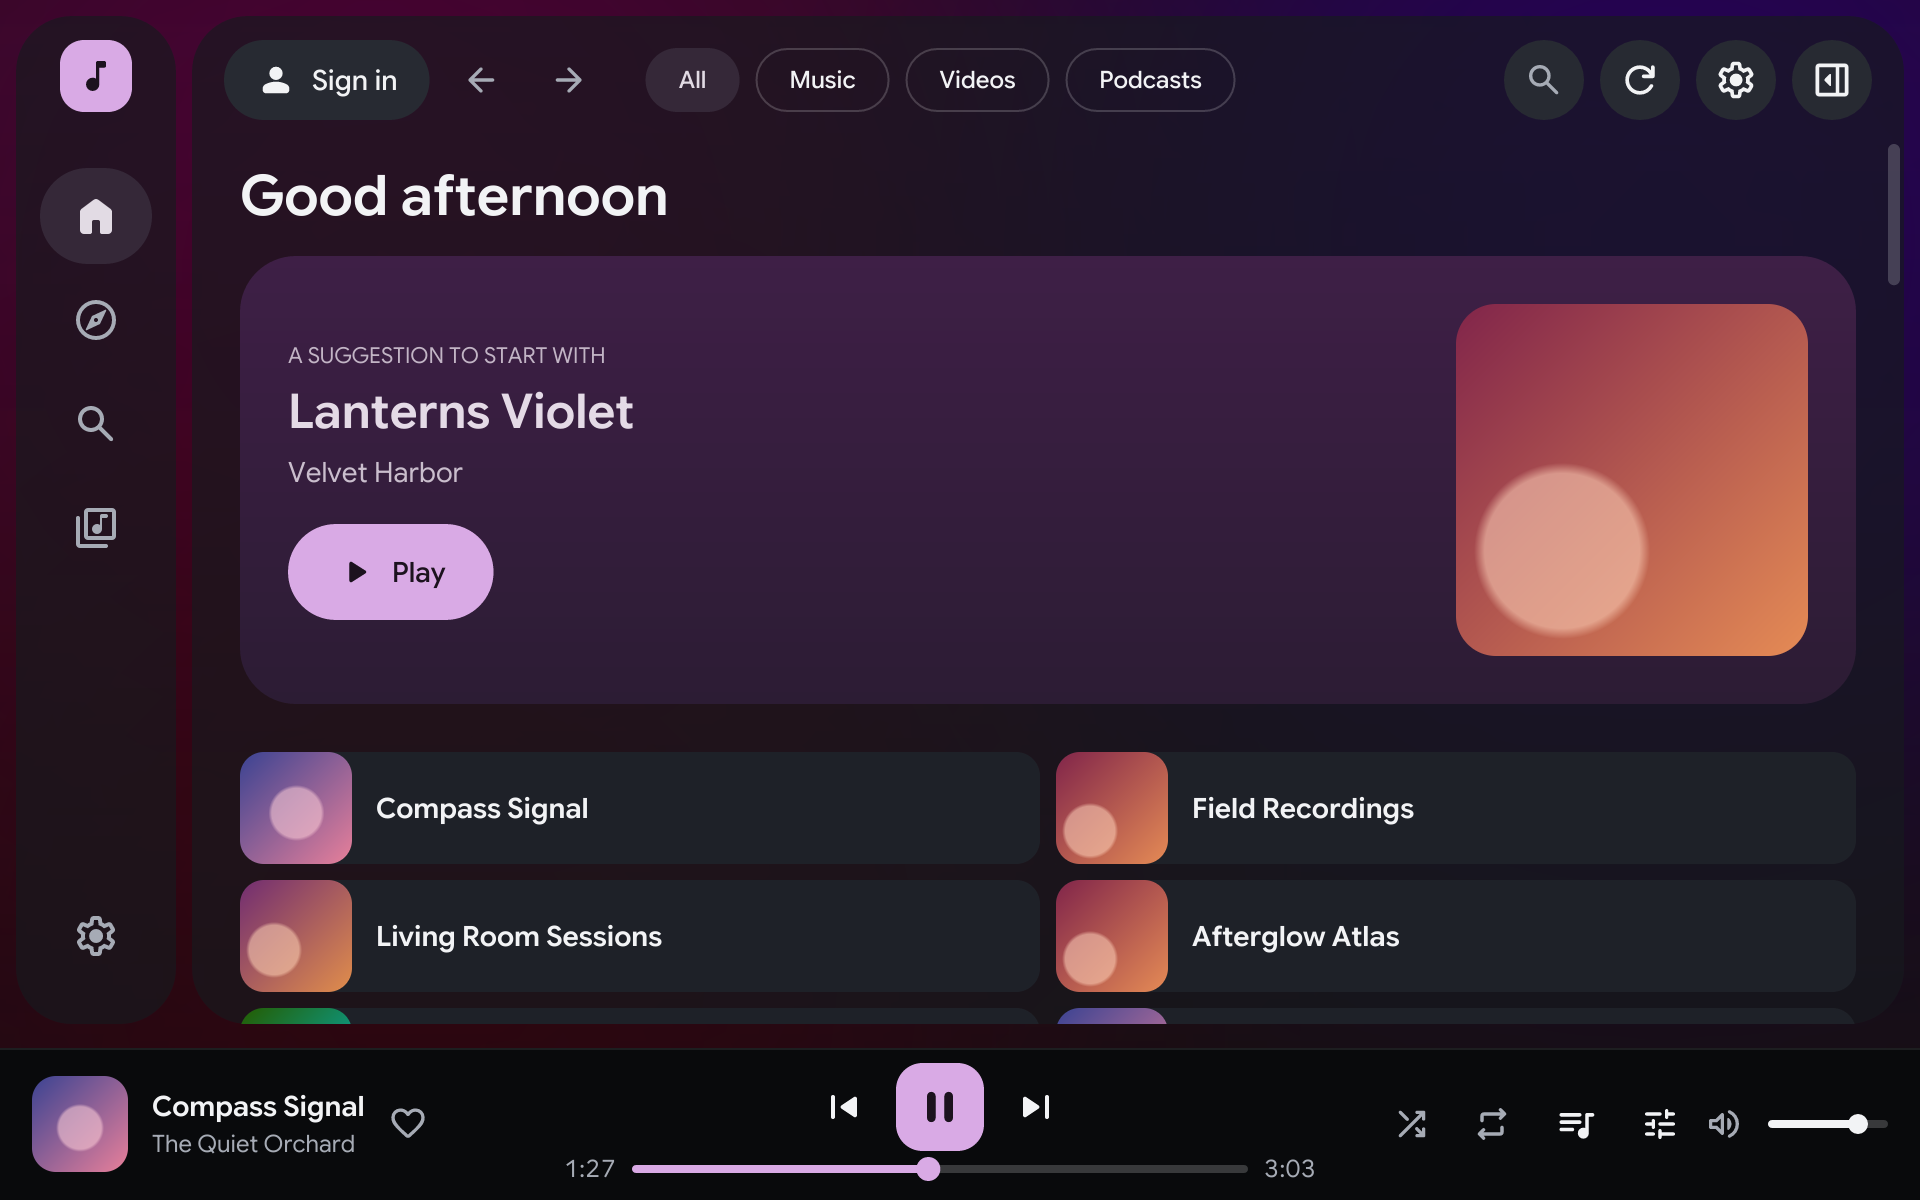 Sign in
All
Music
Videos
Podcasts
Good afternoon
A SUGGESTION TO START WITH
Lanterns Violet
Velvet Harbor
Play
Compass Signal
Field Recordings
Living Room Sessions
Afterglow Atlas
Compass Signal
The Quiet Orchard
1:27
3:03